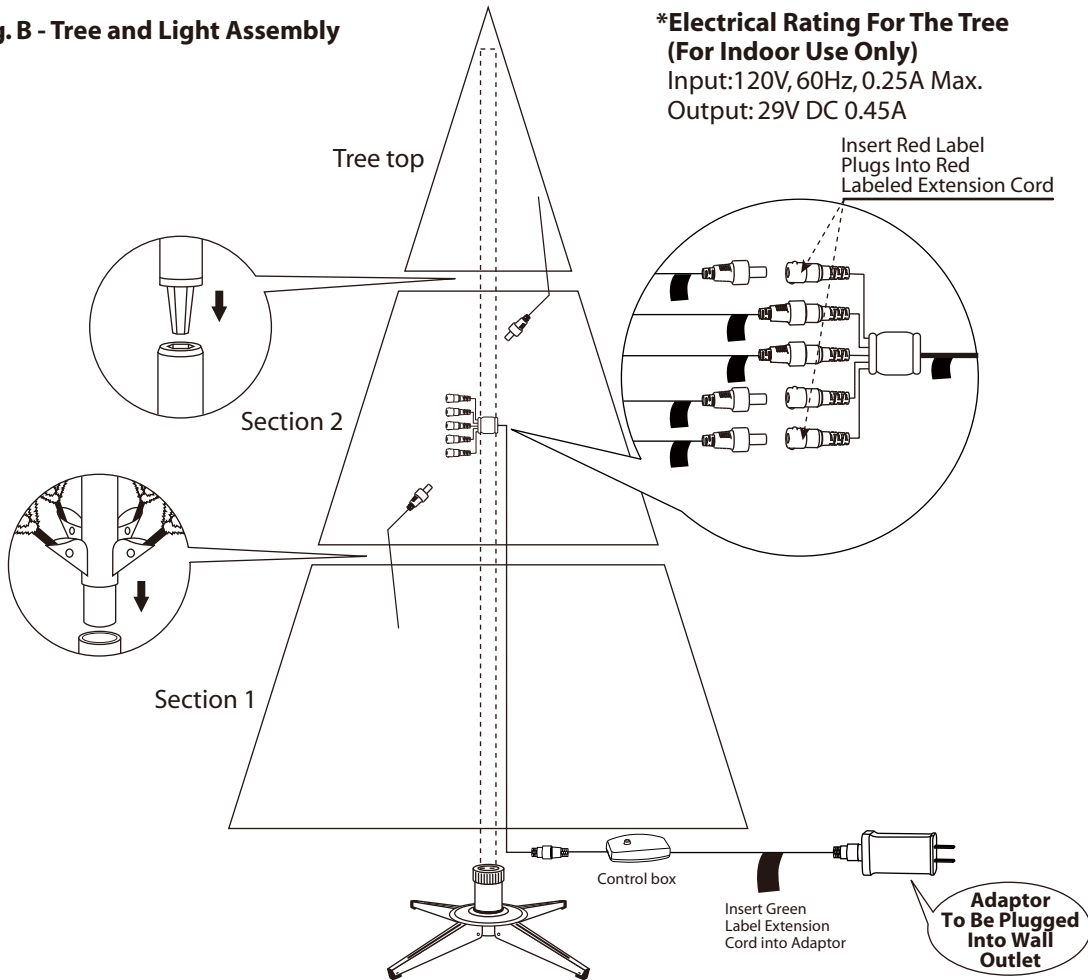 g. B - Tree and Light Assembly
*Electrical Rating For The Tree
(For Indoor Use Only)
Input:120V, 60Hz, 0.25A Max.
Output: 29V DC 0.45A
Insert Red Label
Plugs Into Red
Labeled Extension Cord
Tree top
Section 2
Section 1
Control box
Insert Green
Label Extension
Cord into Adaptor
Adaptor
To Be Plugged
Into Wall
Outlet